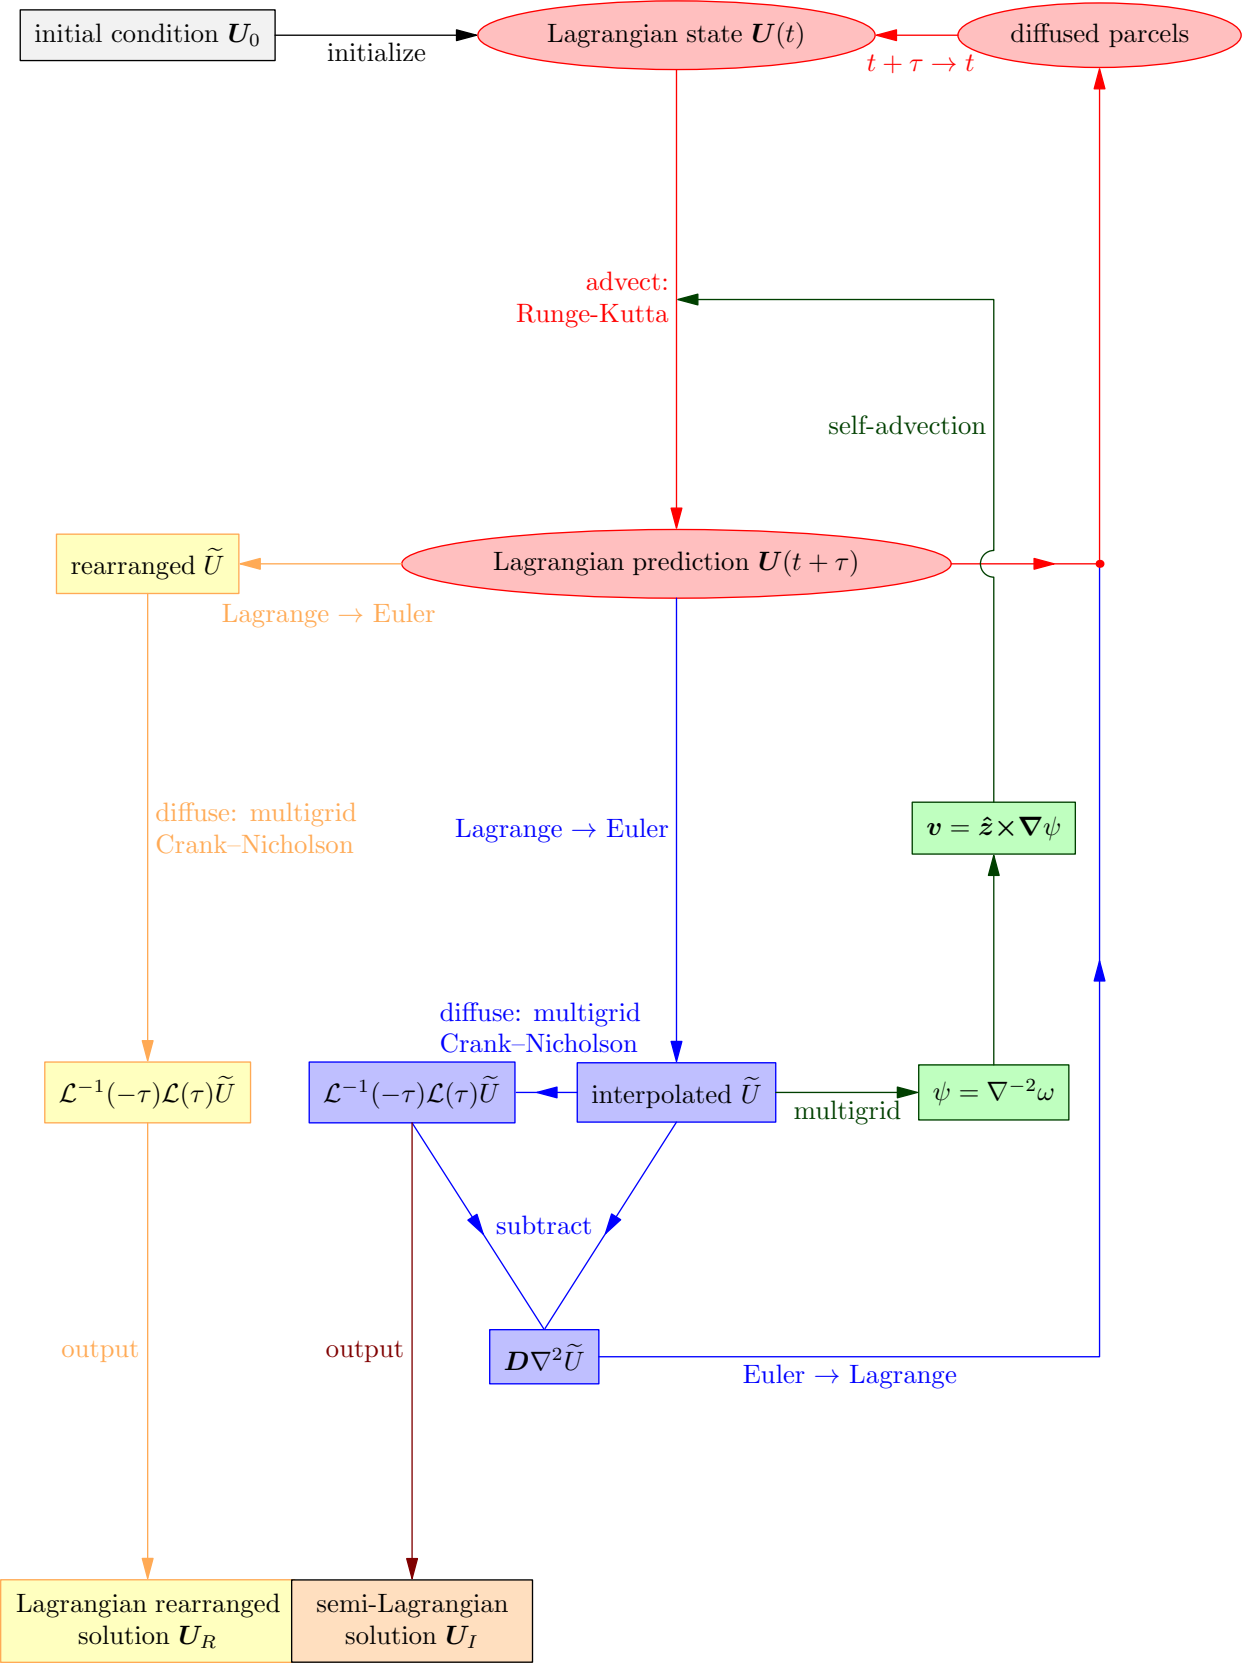 initial condition 𝑼₀
initialize
Lagrangian state 𝑼(t)
t + τ → t
diffused parcels
advect:
Runge-Kutta
self-advection
rearranged Ũ
Lagrange → Euler
Lagrangian prediction 𝑼(t + τ)
diffuse: multigrid
Crank–Nicholson
Lagrange → Euler
𝒗 = 𝒛̂×∇ψ
diffuse: multigrid
Crank–Nicholson
ℒ⁻¹(−τ)ℒ(τ)Ũ
ℒ⁻¹(−τ)ℒ(τ)Ũ
interpolated Ũ
multigrid
ψ = ∇⁻²ω
subtract
output
output
𝑫∇²Ũ
Euler → Lagrange
Lagrangian rearranged
solution 𝑼_R
semi-Lagrangian
solution 𝑼_I